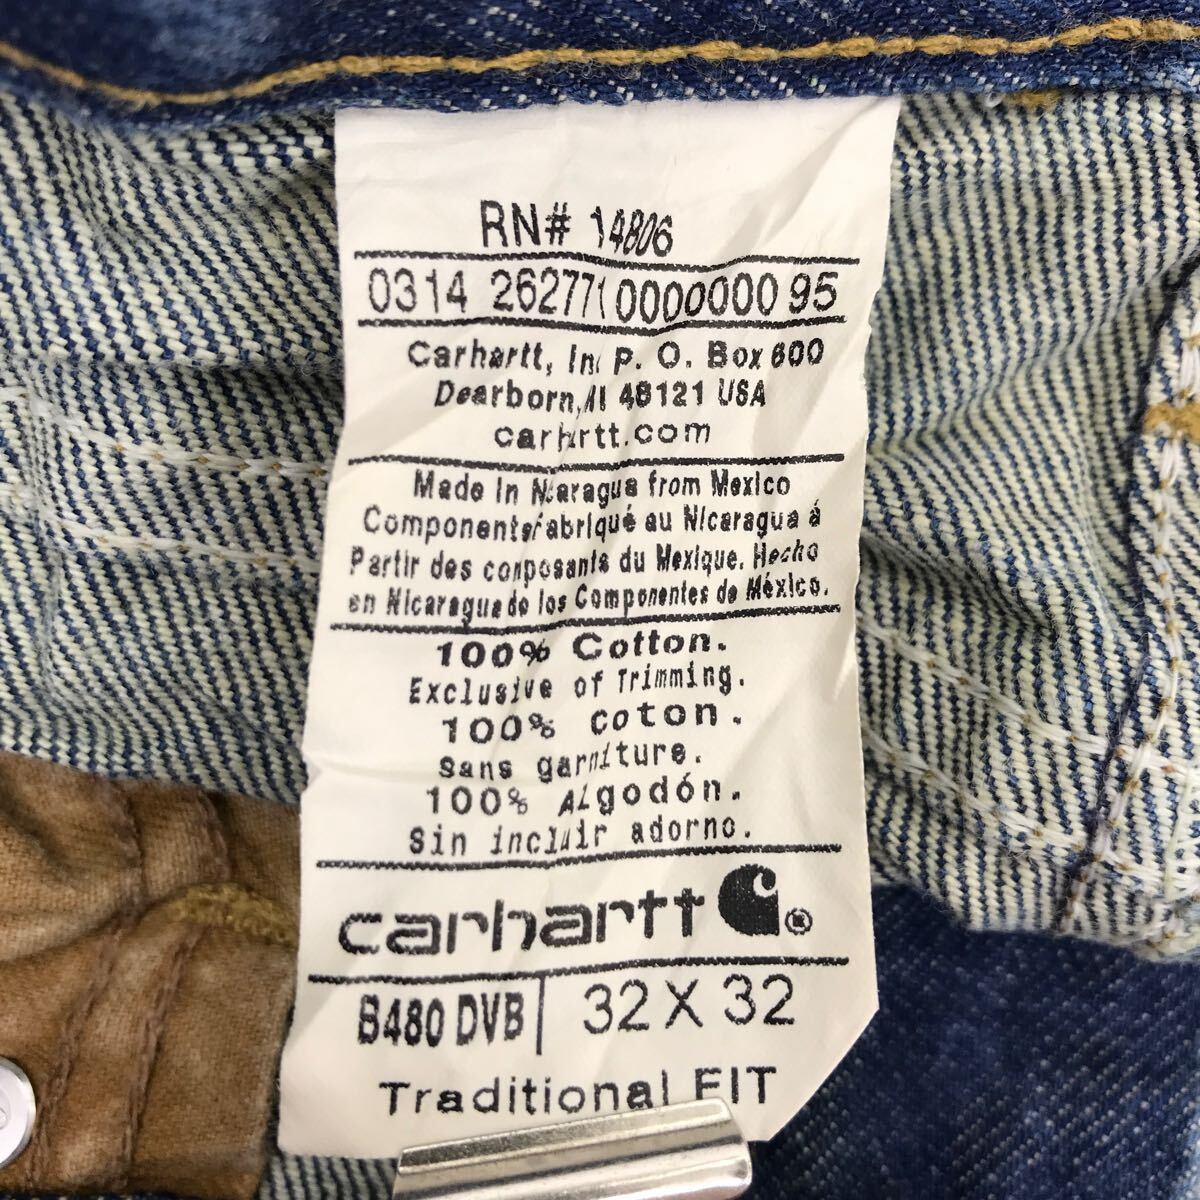 RN# 14806
0314 262771 0000000 95
Carhartt, Inc P. O. Box 600
Dearborn, MI 48121 USA
carhartt.com
Made in Nicaragua from Mexico
Components fabriqué au Nicaragua á
Partir des composants du Mexique. Hecho
en Nicaragua de los Componentes de México.
100% Cotton.
Exclusive of Trimming.
100% Coton.
Sans garniture.
100% Algodón.
Sin incluir adorno.
carhartt ®
B480 DVB 32 X 32
Traditional FIT